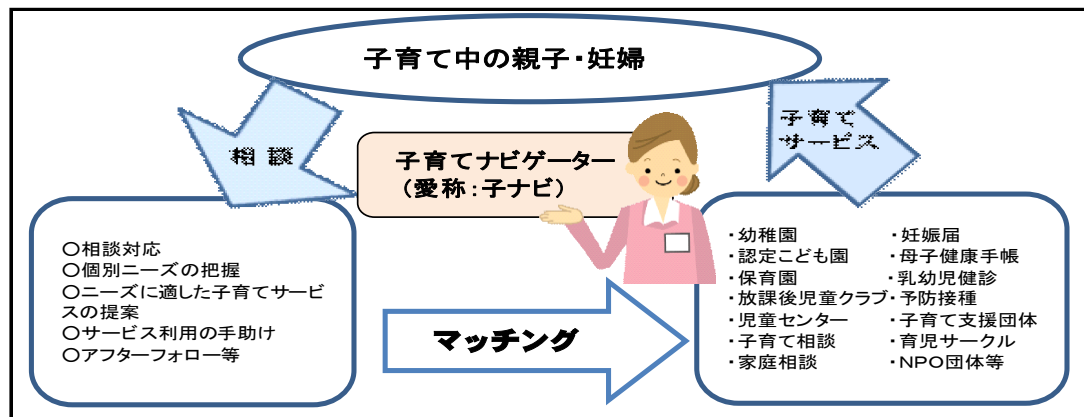 子育て中の親子・妊婦
相談
子育て
サービス
子育てナビゲーター
（愛称：子ナビ）
〇相談対応
〇個別ニーズの把握
〇ニーズに適した子育てサービ
スの提案
〇サービス利用の手助け
〇アフターフォロー等
マッチング
・幼稚園
・認定こども園
・保育園
・放課後児童クラブ
・児童センター
・子育て相談
・家庭相談
・妊娠届
・母子健康手帳
・乳幼児健診
・予防接種
・子育て支援団体
・育児サークル
・NPO団体等